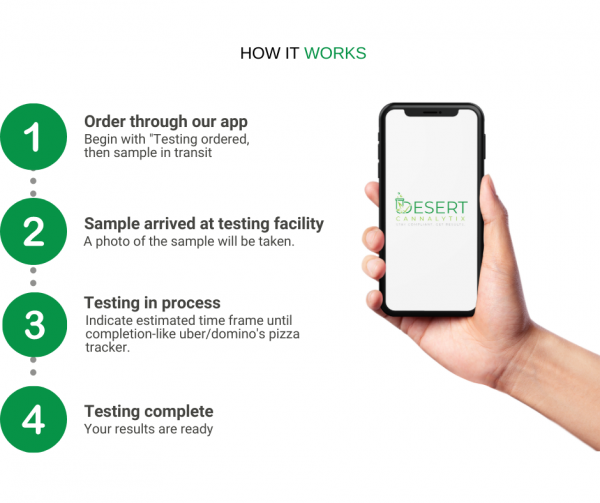 HOW IT WORKS
1
Order through our app
Begin with "Testing ordered,
then sample in transit
2
Sample arrived at testing facility
A photo of the sample will be taken.
3
Testing in process
Indicate estimated time frame until
completion-like uber/domino's pizza
tracker.
4
Testing complete
Your results are ready
DESERT
CANNALYTIX